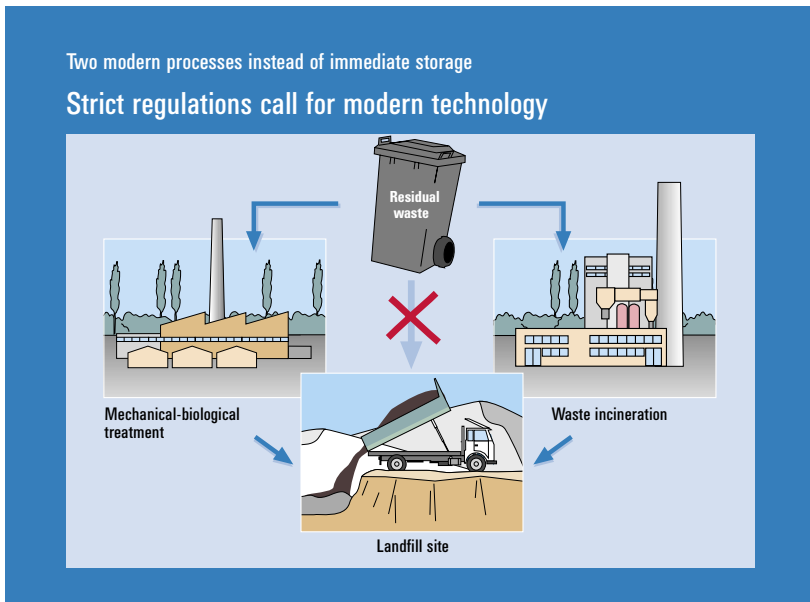 Two modern processes instead of immediate storage
Strict regulations call for modern technology
Residual
waste
Mechanical-biological
treatment
Waste incineration
Landfill site